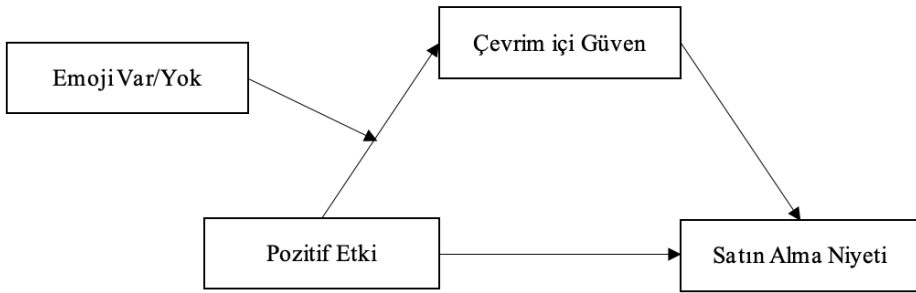 Çevrim içi Güven
Emoji Var/Yok
Pozitif Etki
Satın Alma Niyeti